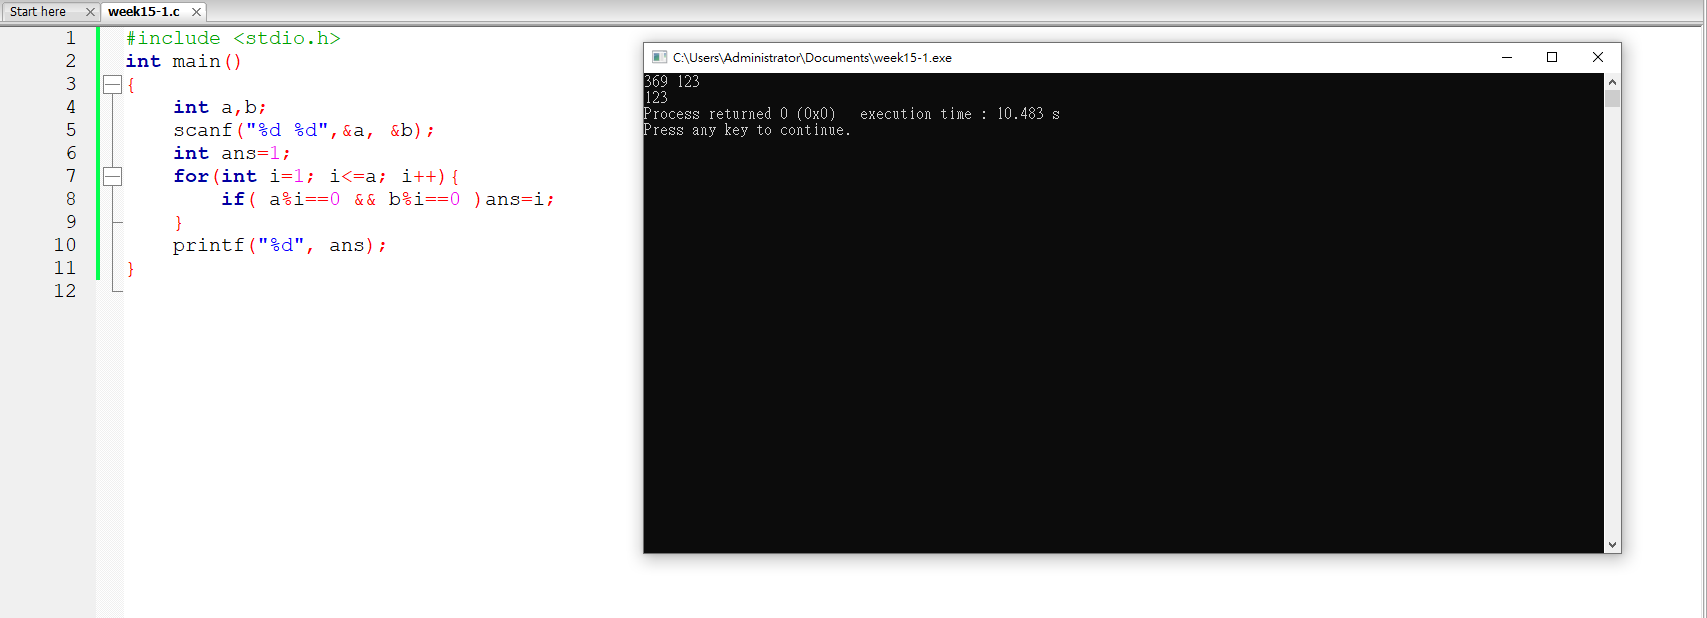 Start here
week15-1.c
1 #include <stdio.h>
2 int main()
3 {
4 int a,b;
5 scanf("%d %d",&a, &b);
6 int ans=1;
7 for(int i=1; i<=a; i++){
8 if( a%i==0 && b%i==0 )ans=i;
9 }
10 printf("%d", ans);
11 }
12
C:\Users\Administrator\Documents\week15-1.exe
369 123
123
Process returned 0 (0x0)   execution time : 10.483 s
Press any key to continue.